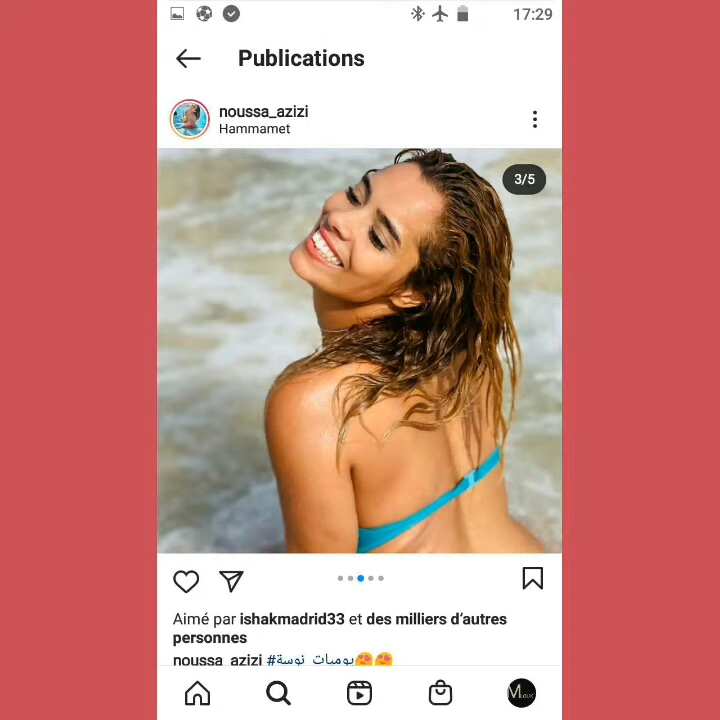 17:29
Publications
noussa_azizi
Hammamet
3/5
Aimé par ishakmadrid33 et des milliers d'autres
personnes
noussa_azizi #يوميات_نوسة